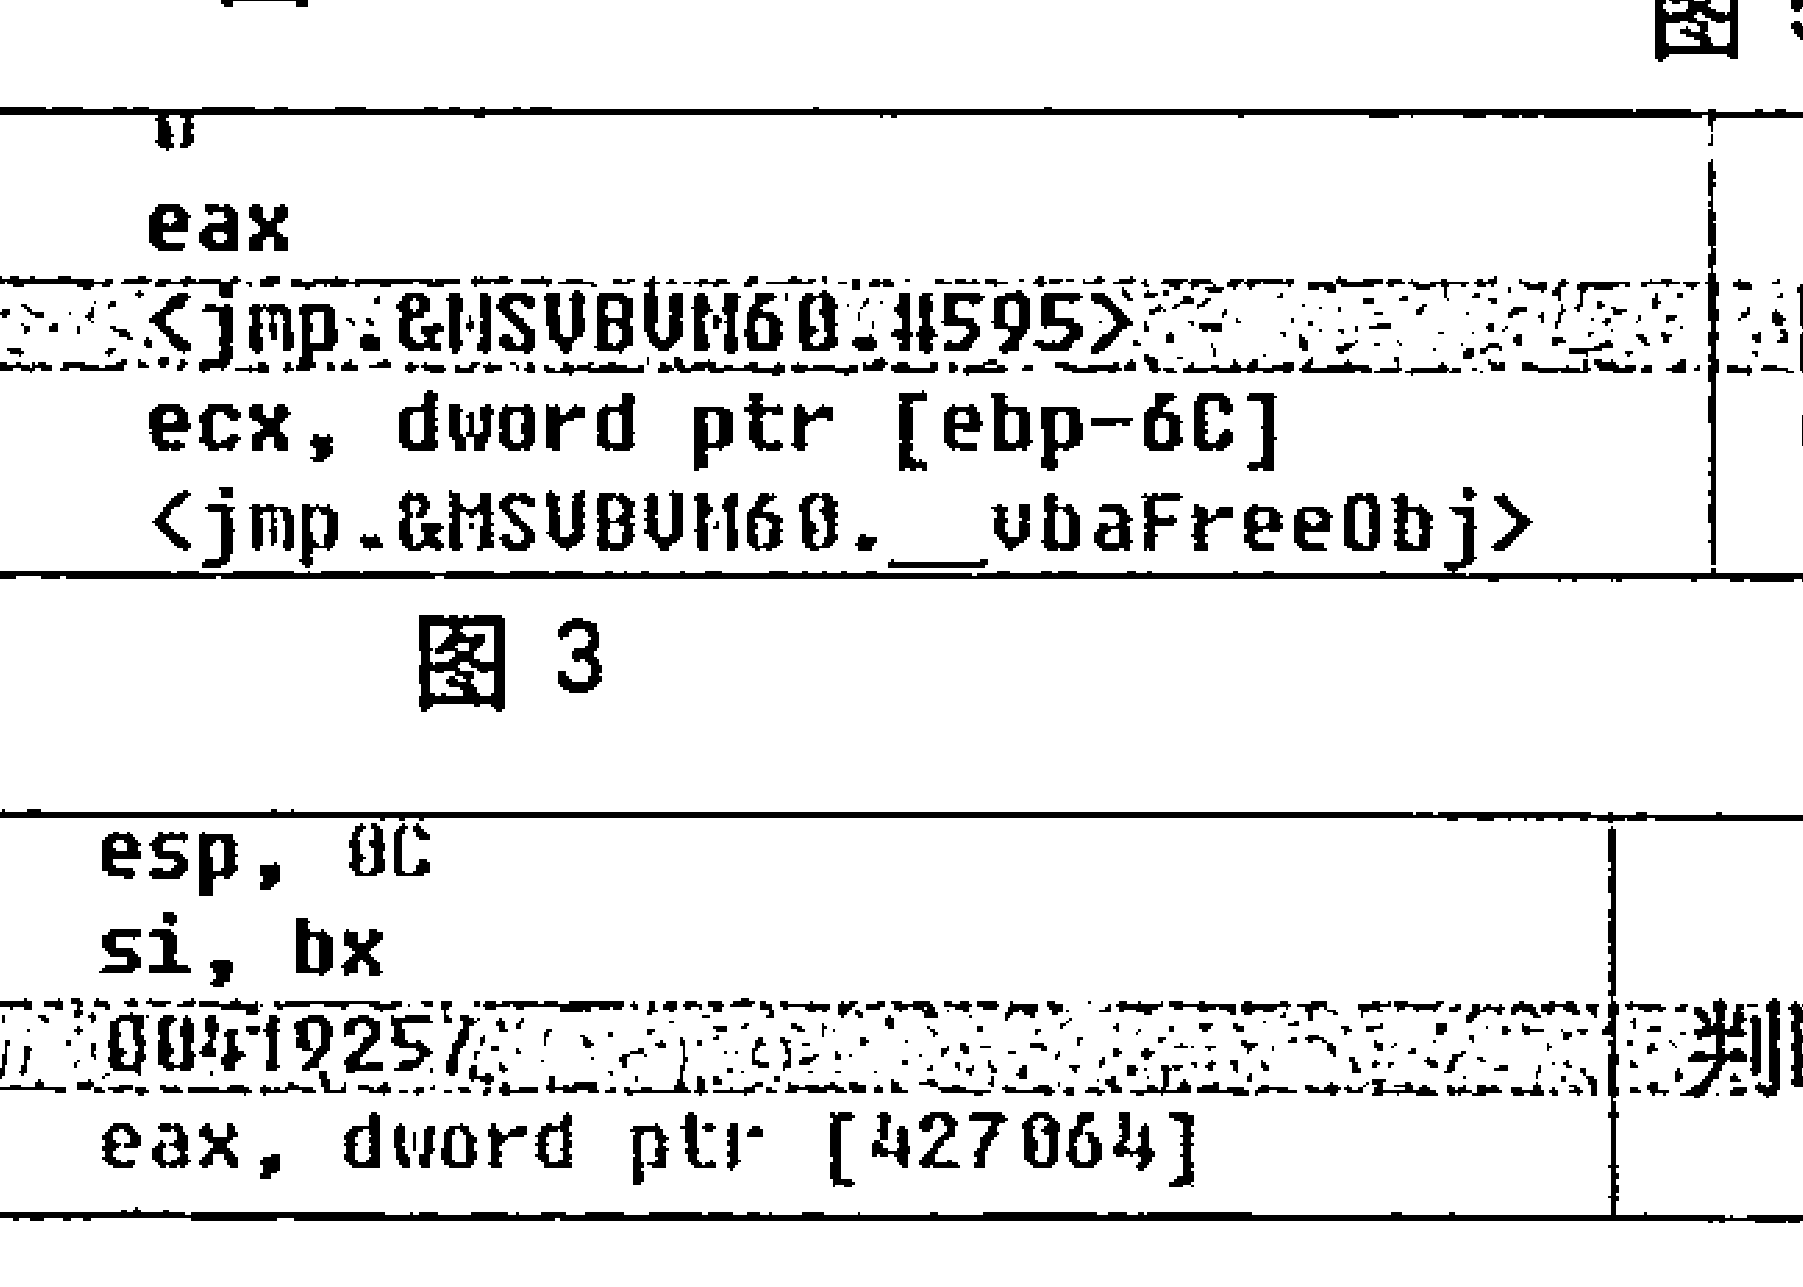 图
eax
<jmp.&MSVBVM60.#595>
ecx, dword ptr [ebp-6C]
<jmp.&MSVBVM60.__vbaFreeObj>
图 3
esp, 0C
si, bx
00419257
eax, dword ptr [427064]